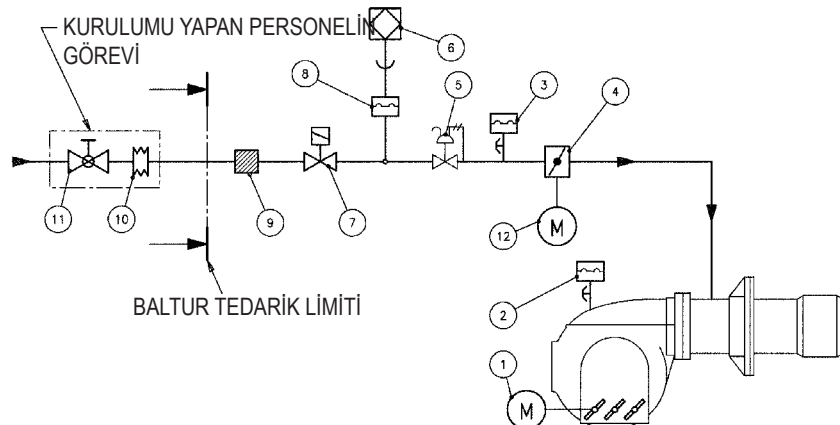 KURULUMU YAPAN PERSONELİN
GÖREVİ
6
8
5
3
4
11
10
9
7
12
M
BALTUR TEDARİK LİMİTİ
2
1
M